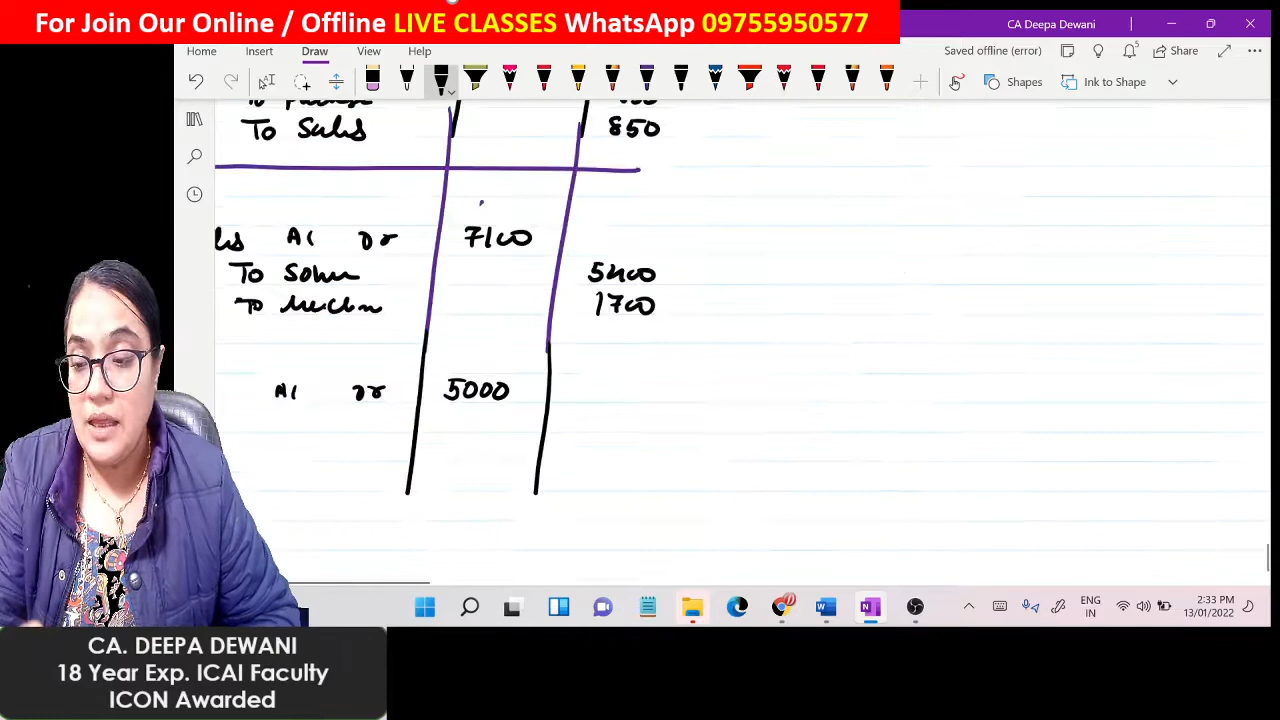 For Join Our Online / Offline LIVE CLASSES WhatsApp 09755950577
CA Deepa Dewani
Home Insert Draw View Help
Saved offline (error)
Share
Shapes
Ink to Shape
To Sales 850
A/c Dr 7100
To 5400
To 1700
A/c Dr 5000
ENG
IN
2:33 PM
13/01/2022
CA. DEEPA DEWANI
18 Year Exp. ICAI Faculty
ICON Awarded